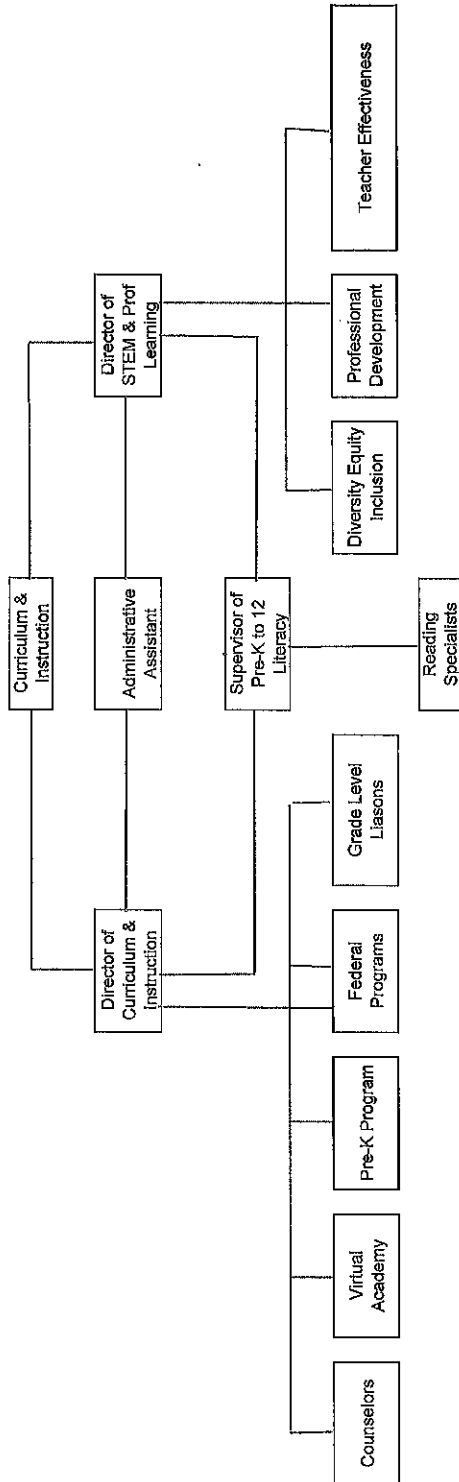 Curriculum &
Instruction
Director of
Curriculum &
Instruction
Administrative
Assistant
Director of
STEM & Prof
Learning
Supervisor of
Pre-K to 12
Literacy
Counselors
Virtual
Academy
Pre-K Program
Federal
Programs
Grade Level
Liasons
Reading
Specialists
Diversity Equity
Inclusion
Professional
Development
Teacher Effectiveness